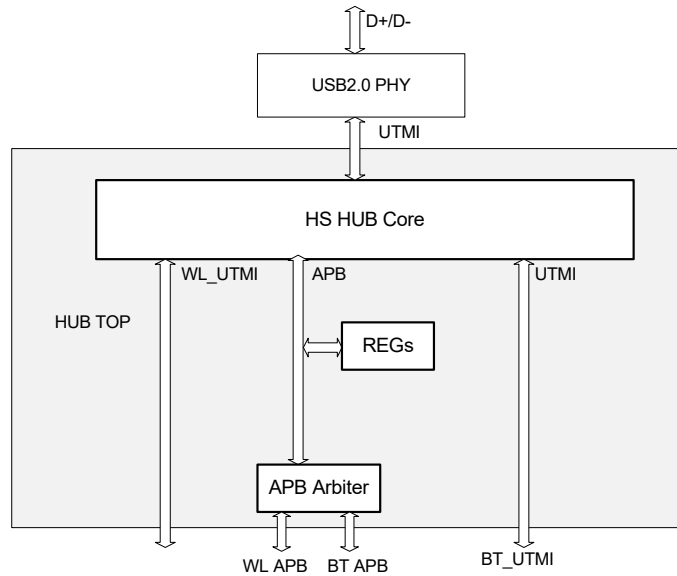 D+/D-
USB2.0 PHY
UTMI
HS HUB Core
WL_UTMI
APB
UTMI
HUB TOP
REGs
APB Arbiter
WL APB
BT APB
BT_UTMI